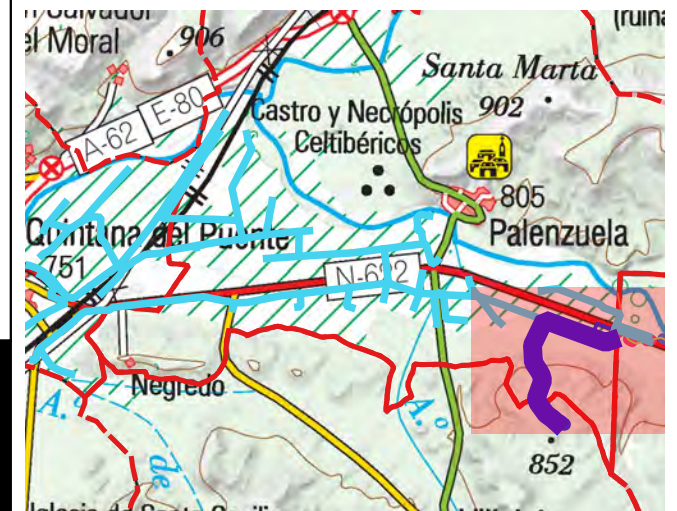 el Moral
906
Santa Marta
902
E-80
A-62
Castro y Necrópolis
Celtibéricos
805
Palenzuela
Quintana del Puente
751
N-622
Negredo
A.º
A.º
de
852